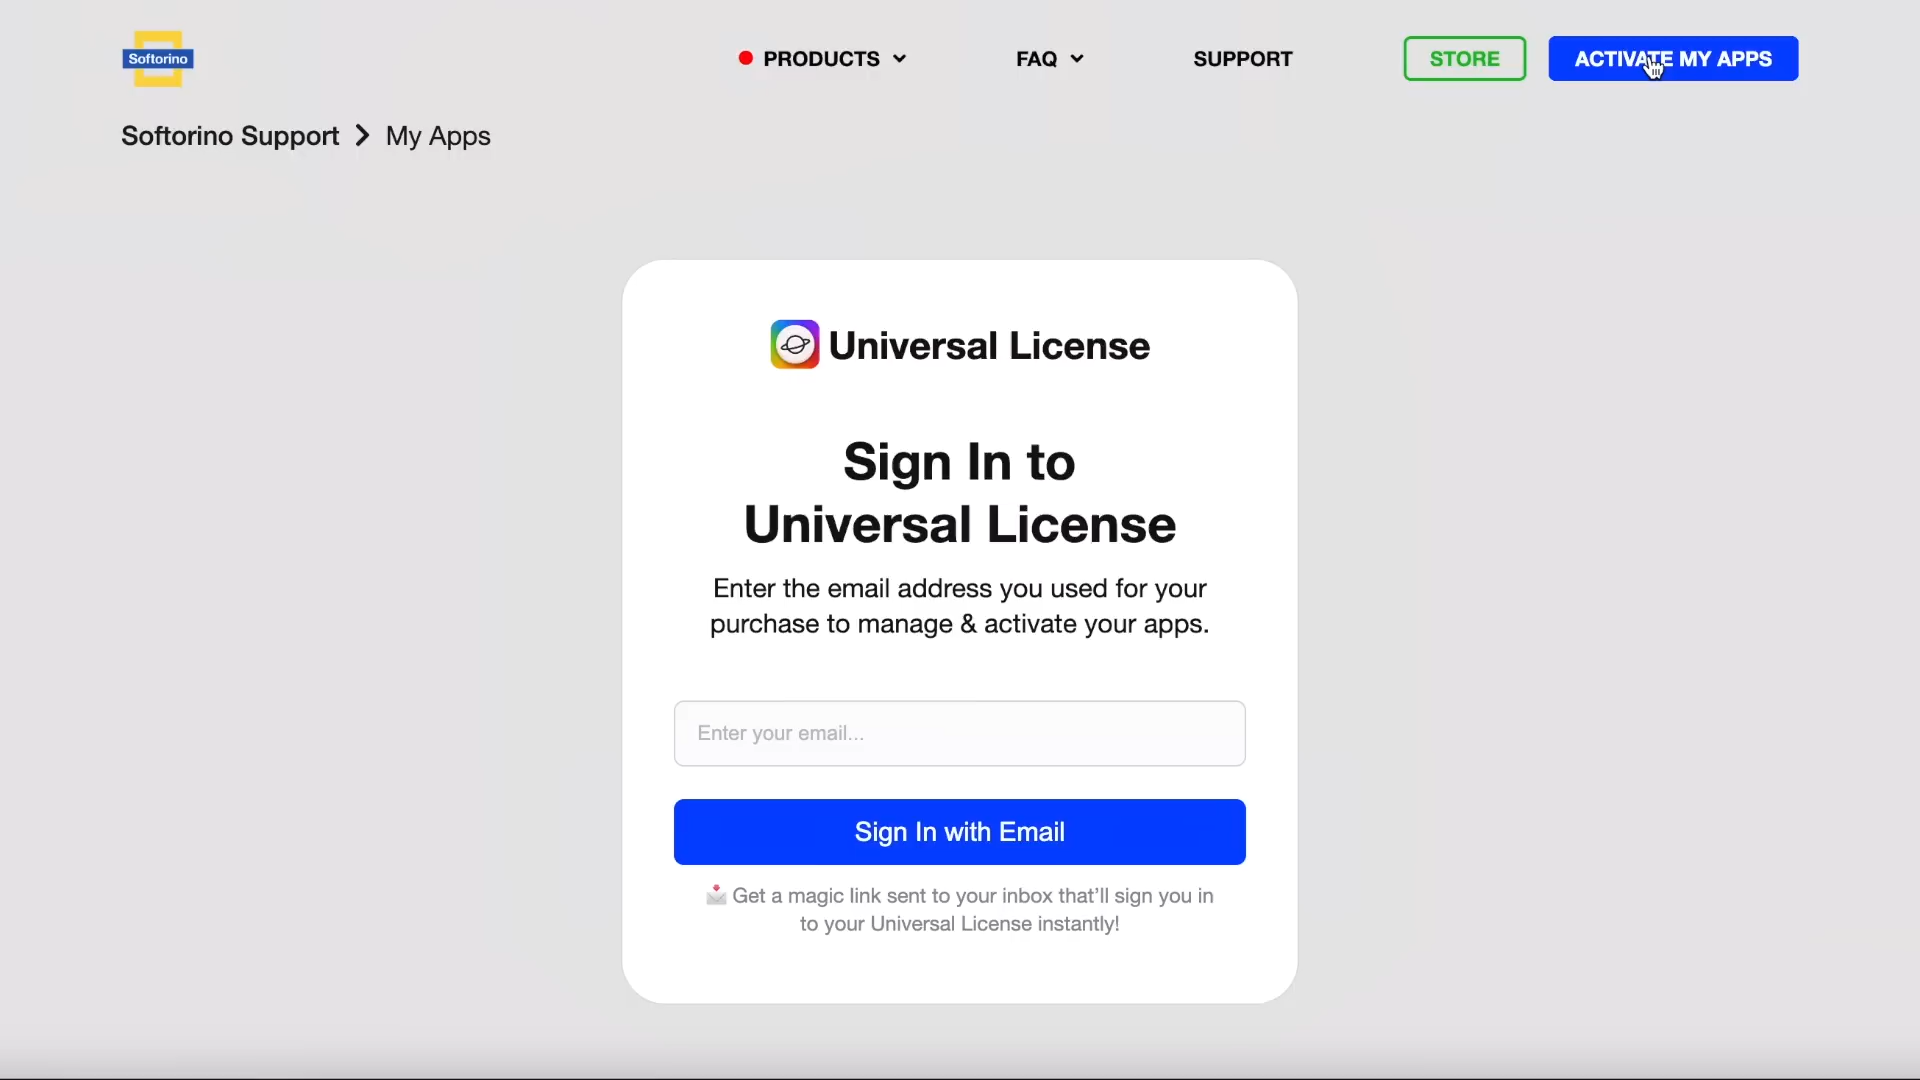 Softorino
PRODUCTS
FAQ
SUPPORT
STORE
ACTIVATE MY APPS
Softorino Support > My Apps
Universal License
Sign In to
Universal License
Enter the email address you used for your
purchase to manage & activate your apps.
Enter your email...
Sign In with Email
📩 Get a magic link sent to your inbox that’ll sign you in
to your Universal License instantly!